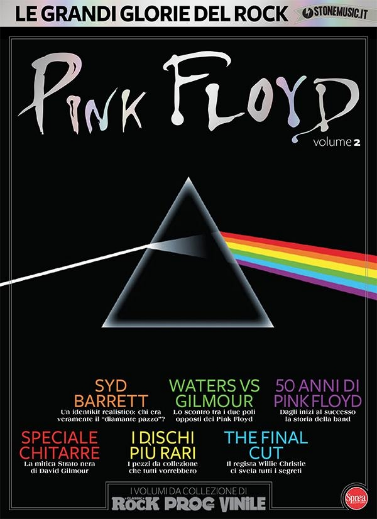 LE GRANDI GLORIE DEL ROCK STONEMUSIC.IT
PINK FLOYD
volume 2
SYD
BARRETT
Un identikit realistico: chi era
veramente il "diamante pazzo"?
WATERS VS
GILMOUR
Lo scontro tra i due poli
opposti dei Pink Floyd
50 ANNI DI
PINK FLOYD
Dagli inizi al successo
la storia della band
SPECIALE
CHITARRE
La mitica Strato nera
di David Gilmour
I DISCHI
PIÙ RARI
I pezzi da collezione
che tutti vorrebbero
THE FINAL
CUT
Il regista Willie Christie
ci svela tutti i segreti
I VOLUMI DA COLLEZIONE DI
ROCK PROG VINILE
Sprea